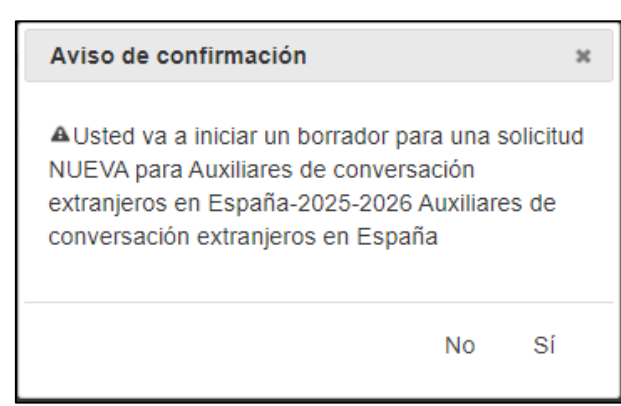 Aviso de confirmación
Usted va a iniciar un borrador para una solicitud
NUEVA para Auxiliares de conversación
extranjeros en España-2025-2026 Auxiliares de
conversación extranjeros en España
No Sí